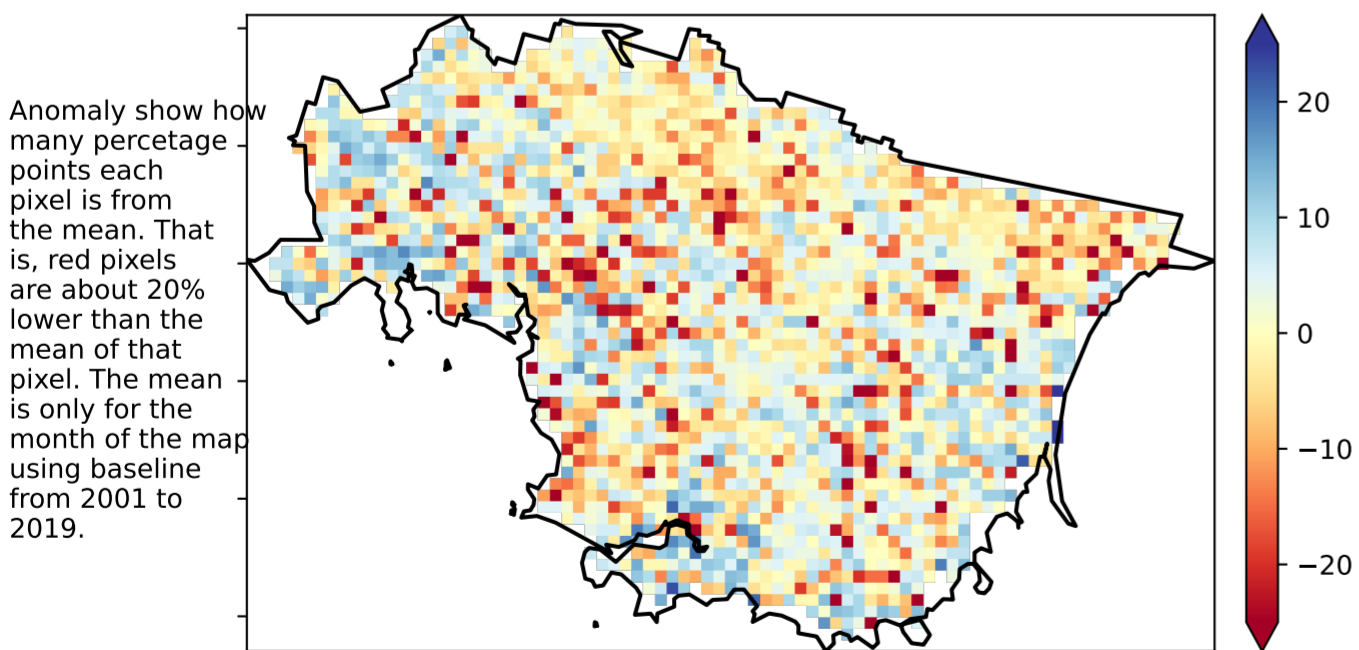 Anomaly show how
many percetage
points each
pixel is from
the mean. That
is, red pixels
are about 20%
lower than the
mean of that
pixel. The mean
is only for the
month of the map
using baseline
from 2001 to
2019.
20
10
0
−10
−20